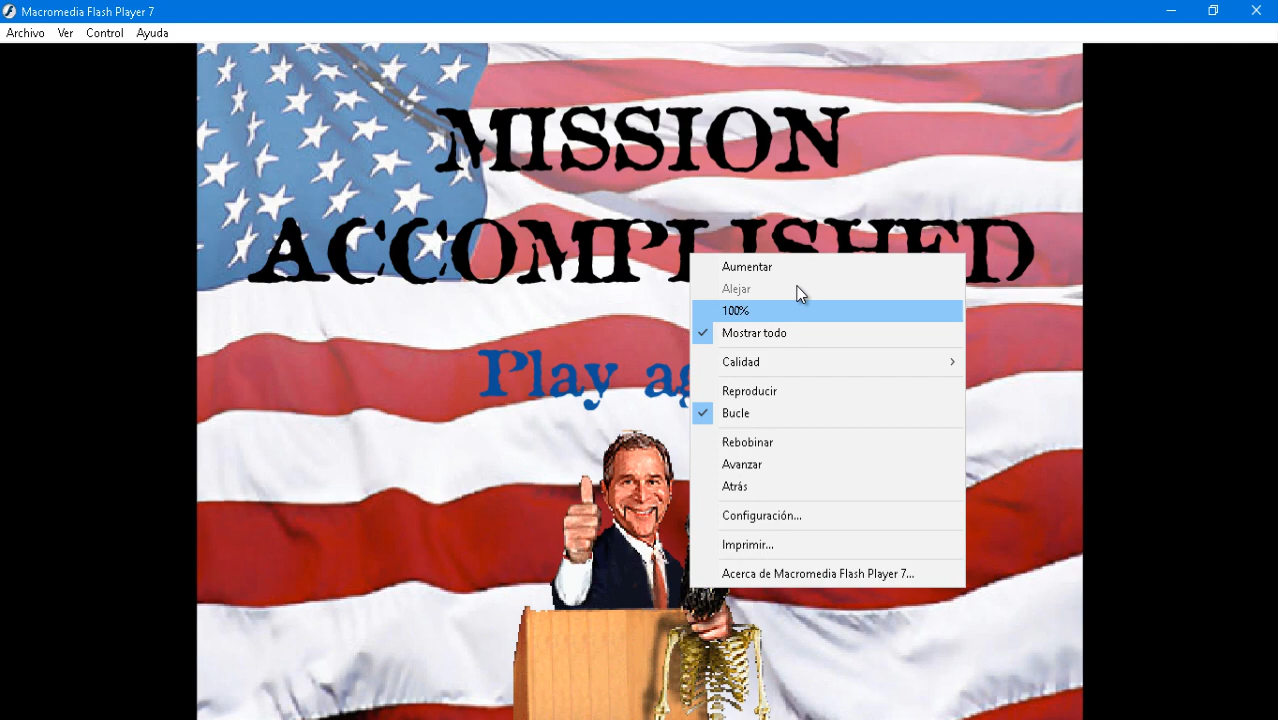 Macromedia Flash Player 7
Archivo Ver Control Ayuda
MISSION
ACCOMPLISHED
Play ag
Aumentar
Alejar
100%
Mostrar todo
Calidad
Reproducir
Bucle
Rebobinar
Avanzar
Atrás
Configuración...
Imprimir...
Acerca de Macromedia Flash Player 7...